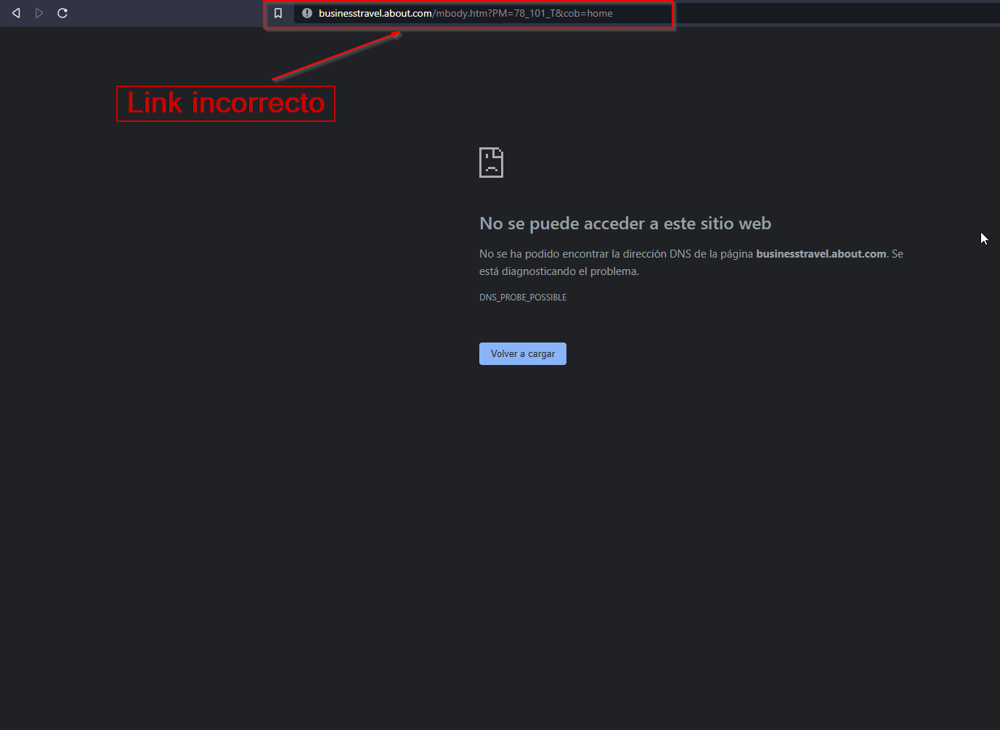 businesstravel.about.com/mbody.htm?PM=78_101_T&cob=home
Link incorrecto
No se puede acceder a este sitio web
No se ha podido encontrar la dirección DNS de la página businesstravel.about.com. Se
está diagnosticando el problema.
DNS_PROBE_POSSIBLE
Volver a cargar